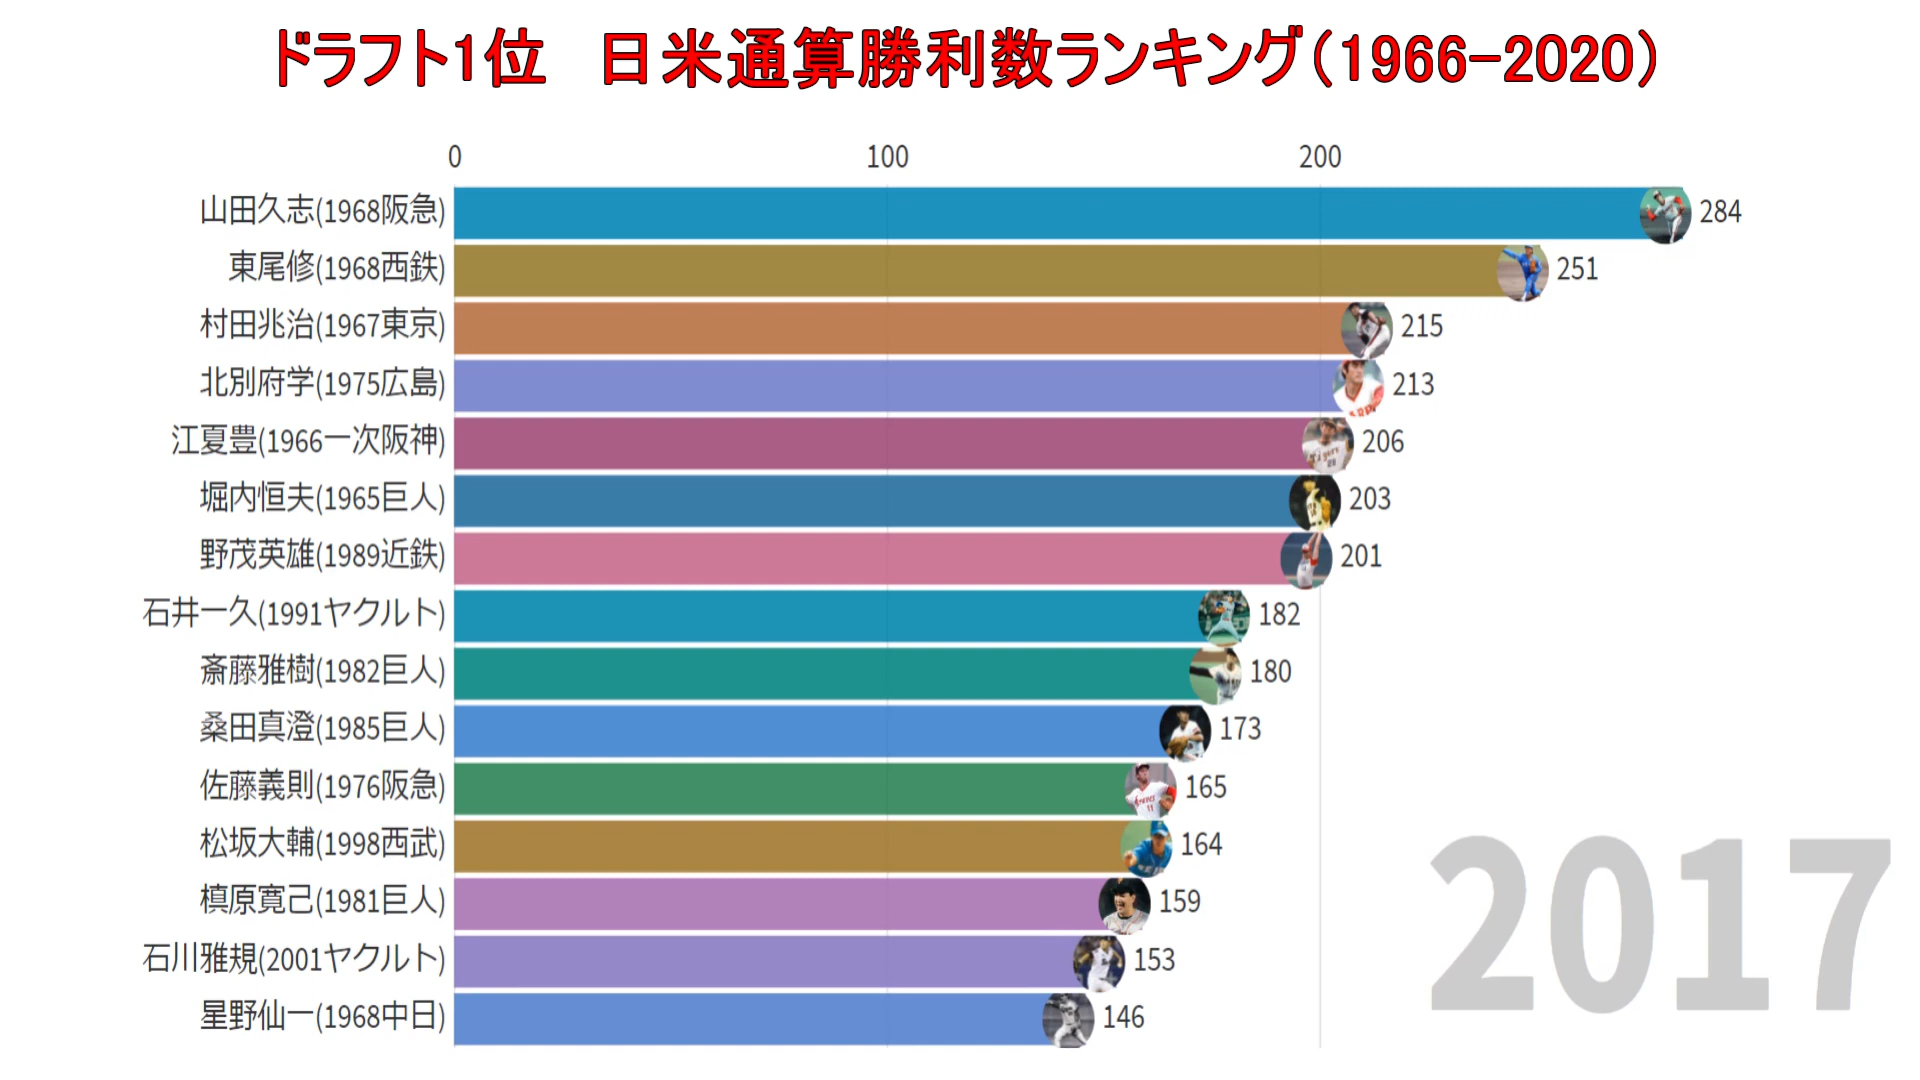 ドラフト1位　日米通算勝利数ランキング(1966-2020)
0 100 200
山田久志(1968阪急) 284
東尾修(1968西鉄) 251
村田兆治(1967東京) 215
北別府学(1975広島) 213
江夏豊(1966一次阪神) 206
堀内恒夫(1965巨人) 203
野茂英雄(1989近鉄) 201
石井一久(1991ヤクルト) 182
斎藤雅樹(1982巨人) 180
桑田真澄(1985巨人) 173
佐藤義則(1976阪急) 165
松坂大輔(1998西武) 164
槙原寛己(1981巨人) 159
石川雅規(2001ヤクルト) 153
星野仙一(1968中日) 146
2017